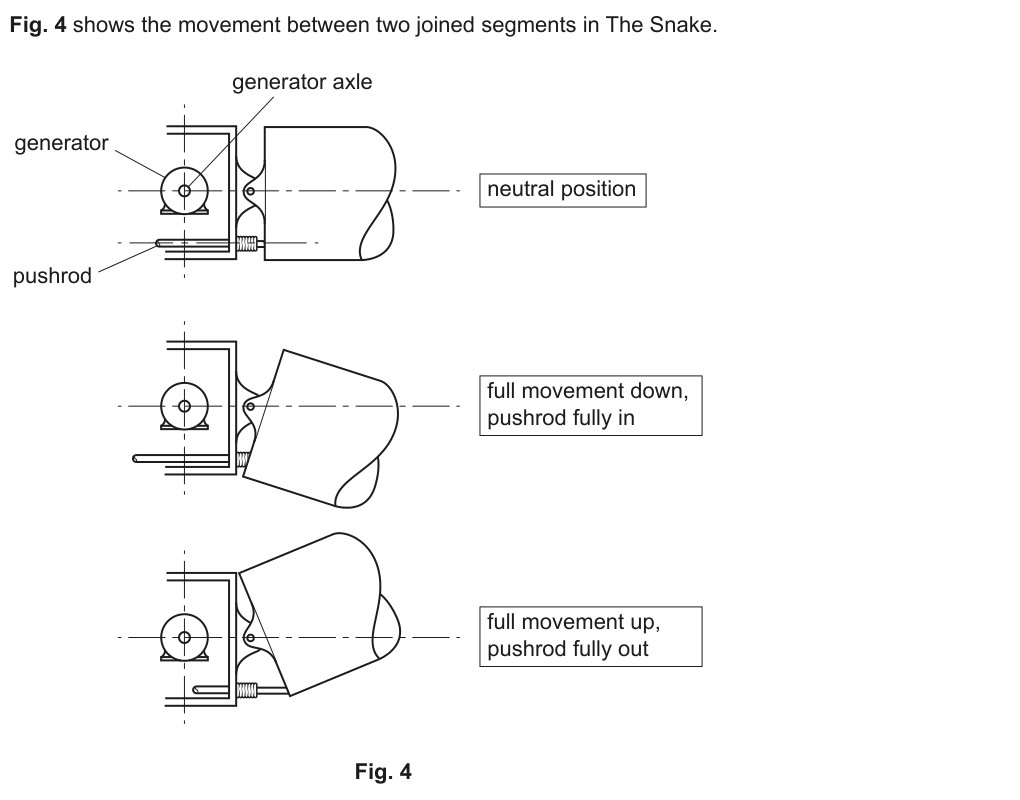 Fig. 4 shows the movement between two joined segments in The Snake.
generator axle
generator
neutral position
pushrod
full movement down,
pushrod fully in
full movement up,
pushrod fully out
Fig. 4